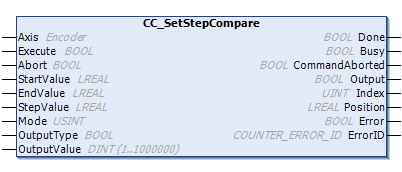 CC_SetStepCompare
Axis Encoder BOOL Done
Execute BOOL BOOL Busy
Abort BOOL BOOL CommandAborted
StartValue LREAL BOOL Output
EndValue LREAL UINT Index
StepValue LREAL LREAL Position
Mode USINT BOOL Error
OutputType BOOL COUNTER_ERROR_ID ErrorID
OutputValue DINT (1..1000000)